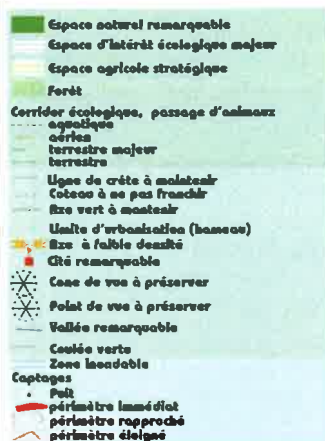 Espace naturel remarquable
Espace d'intérêt écologique majeur
Espace agricole stratégique
Forêt
Corridor écologique, passage d'animaux
aquatique
aérien
terrestre majeur
terrestre
Ligne de crête à maintenir
Coteau à ne pas franchir
Axe vert à mantenir
Limite d'urbanisation (hameau)
Axe à faible densité
Cité remarquable
Cone de vue à préserver
Point de vue à préserver
Vallée remarquable
Coulée verte
Zone inondable
Captages
Puit
périmètre immédiat
périmètre rapproché
périmètre éloigné